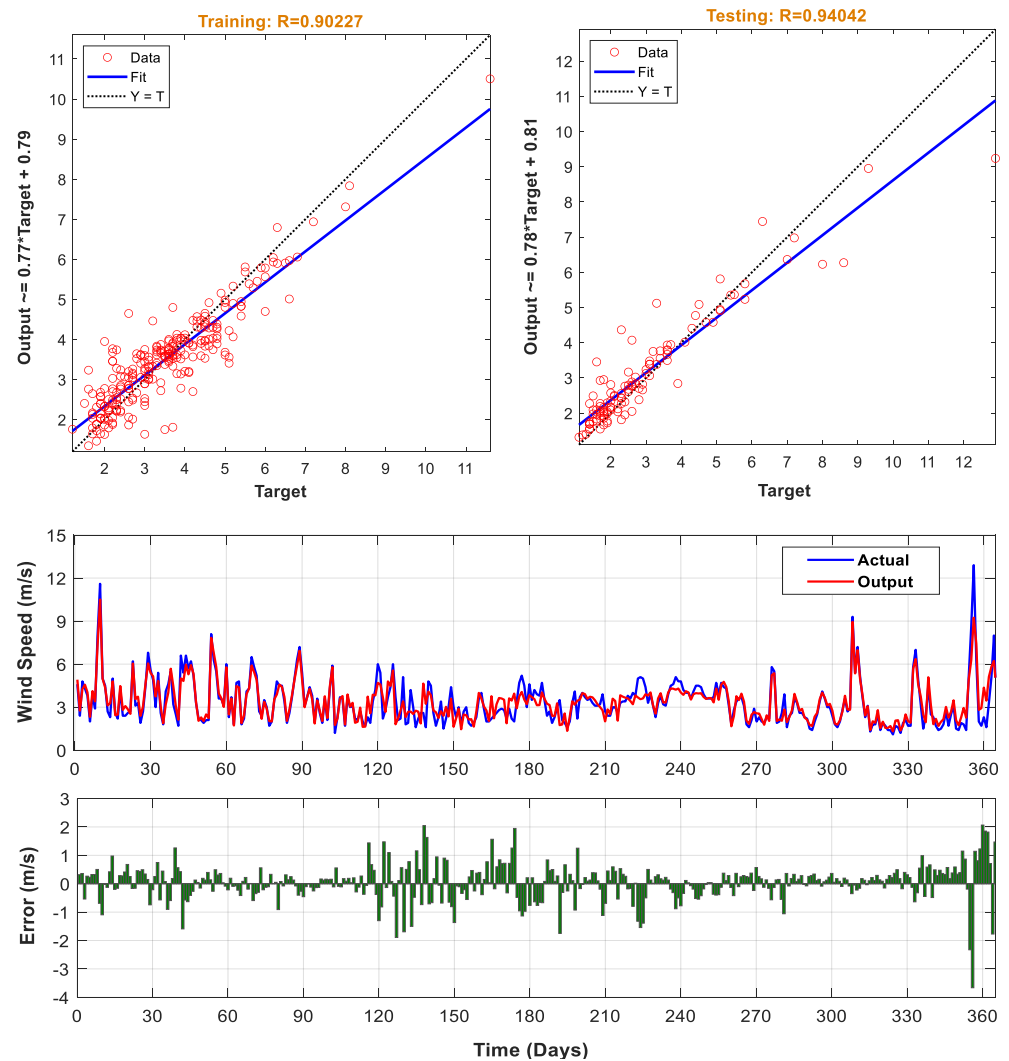 Training: R=0.90227
Output ~= 0.77*Target + 0.79
11
10
9
8
7
6
5
4
3
2
Data
Fit
Y = T
2 3 4 5 6 7 8 9 10 11
Target
Testing: R=0.94042
Output ~= 0.78*Target + 0.81
12
11
10
9
8
7
6
5
4
3
2
Data
Fit
Y = T
2 3 4 5 6 7 8 9 10 11 12
Target
Wind Speed (m/s)
15
12
9
6
3
0
Actual
Output
0 30 60 90 120 150 180 210 240 270 300 330 360
Error (m/s)
3
2
1
0
-1
-2
-3
-4
0 30 60 90 120 150 180 210 240 270 300 330 360
Time (Days)